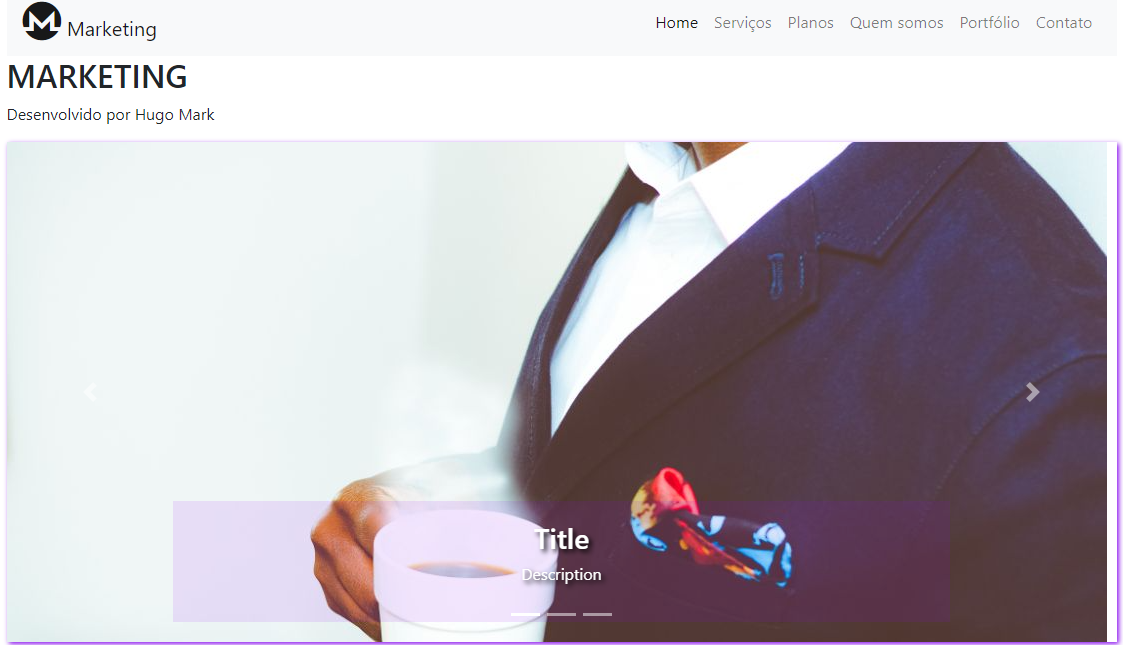 Marketing
Home Serviços Planos Quem somos Portfólio Contato
MARKETING
Desenvolvido por Hugo Mark
Title
Description